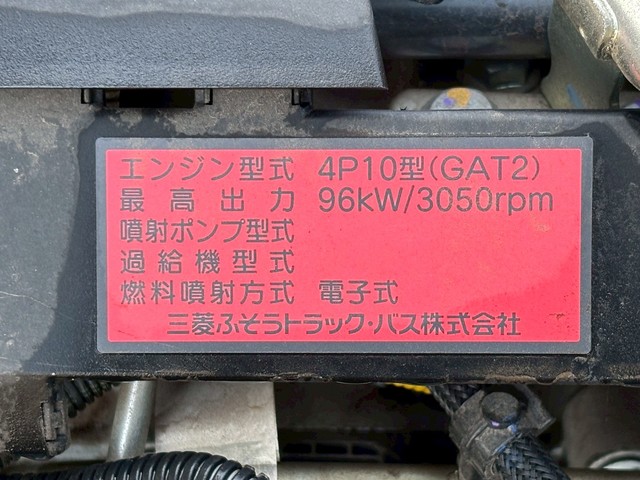 エンジン型式 4P10型(GAT2)
最高出力 96kW/3050rpm
噴射ポンプ型式
過給機型式
燃料噴射方式 電子式
三菱ふそうトラック・バス株式会社